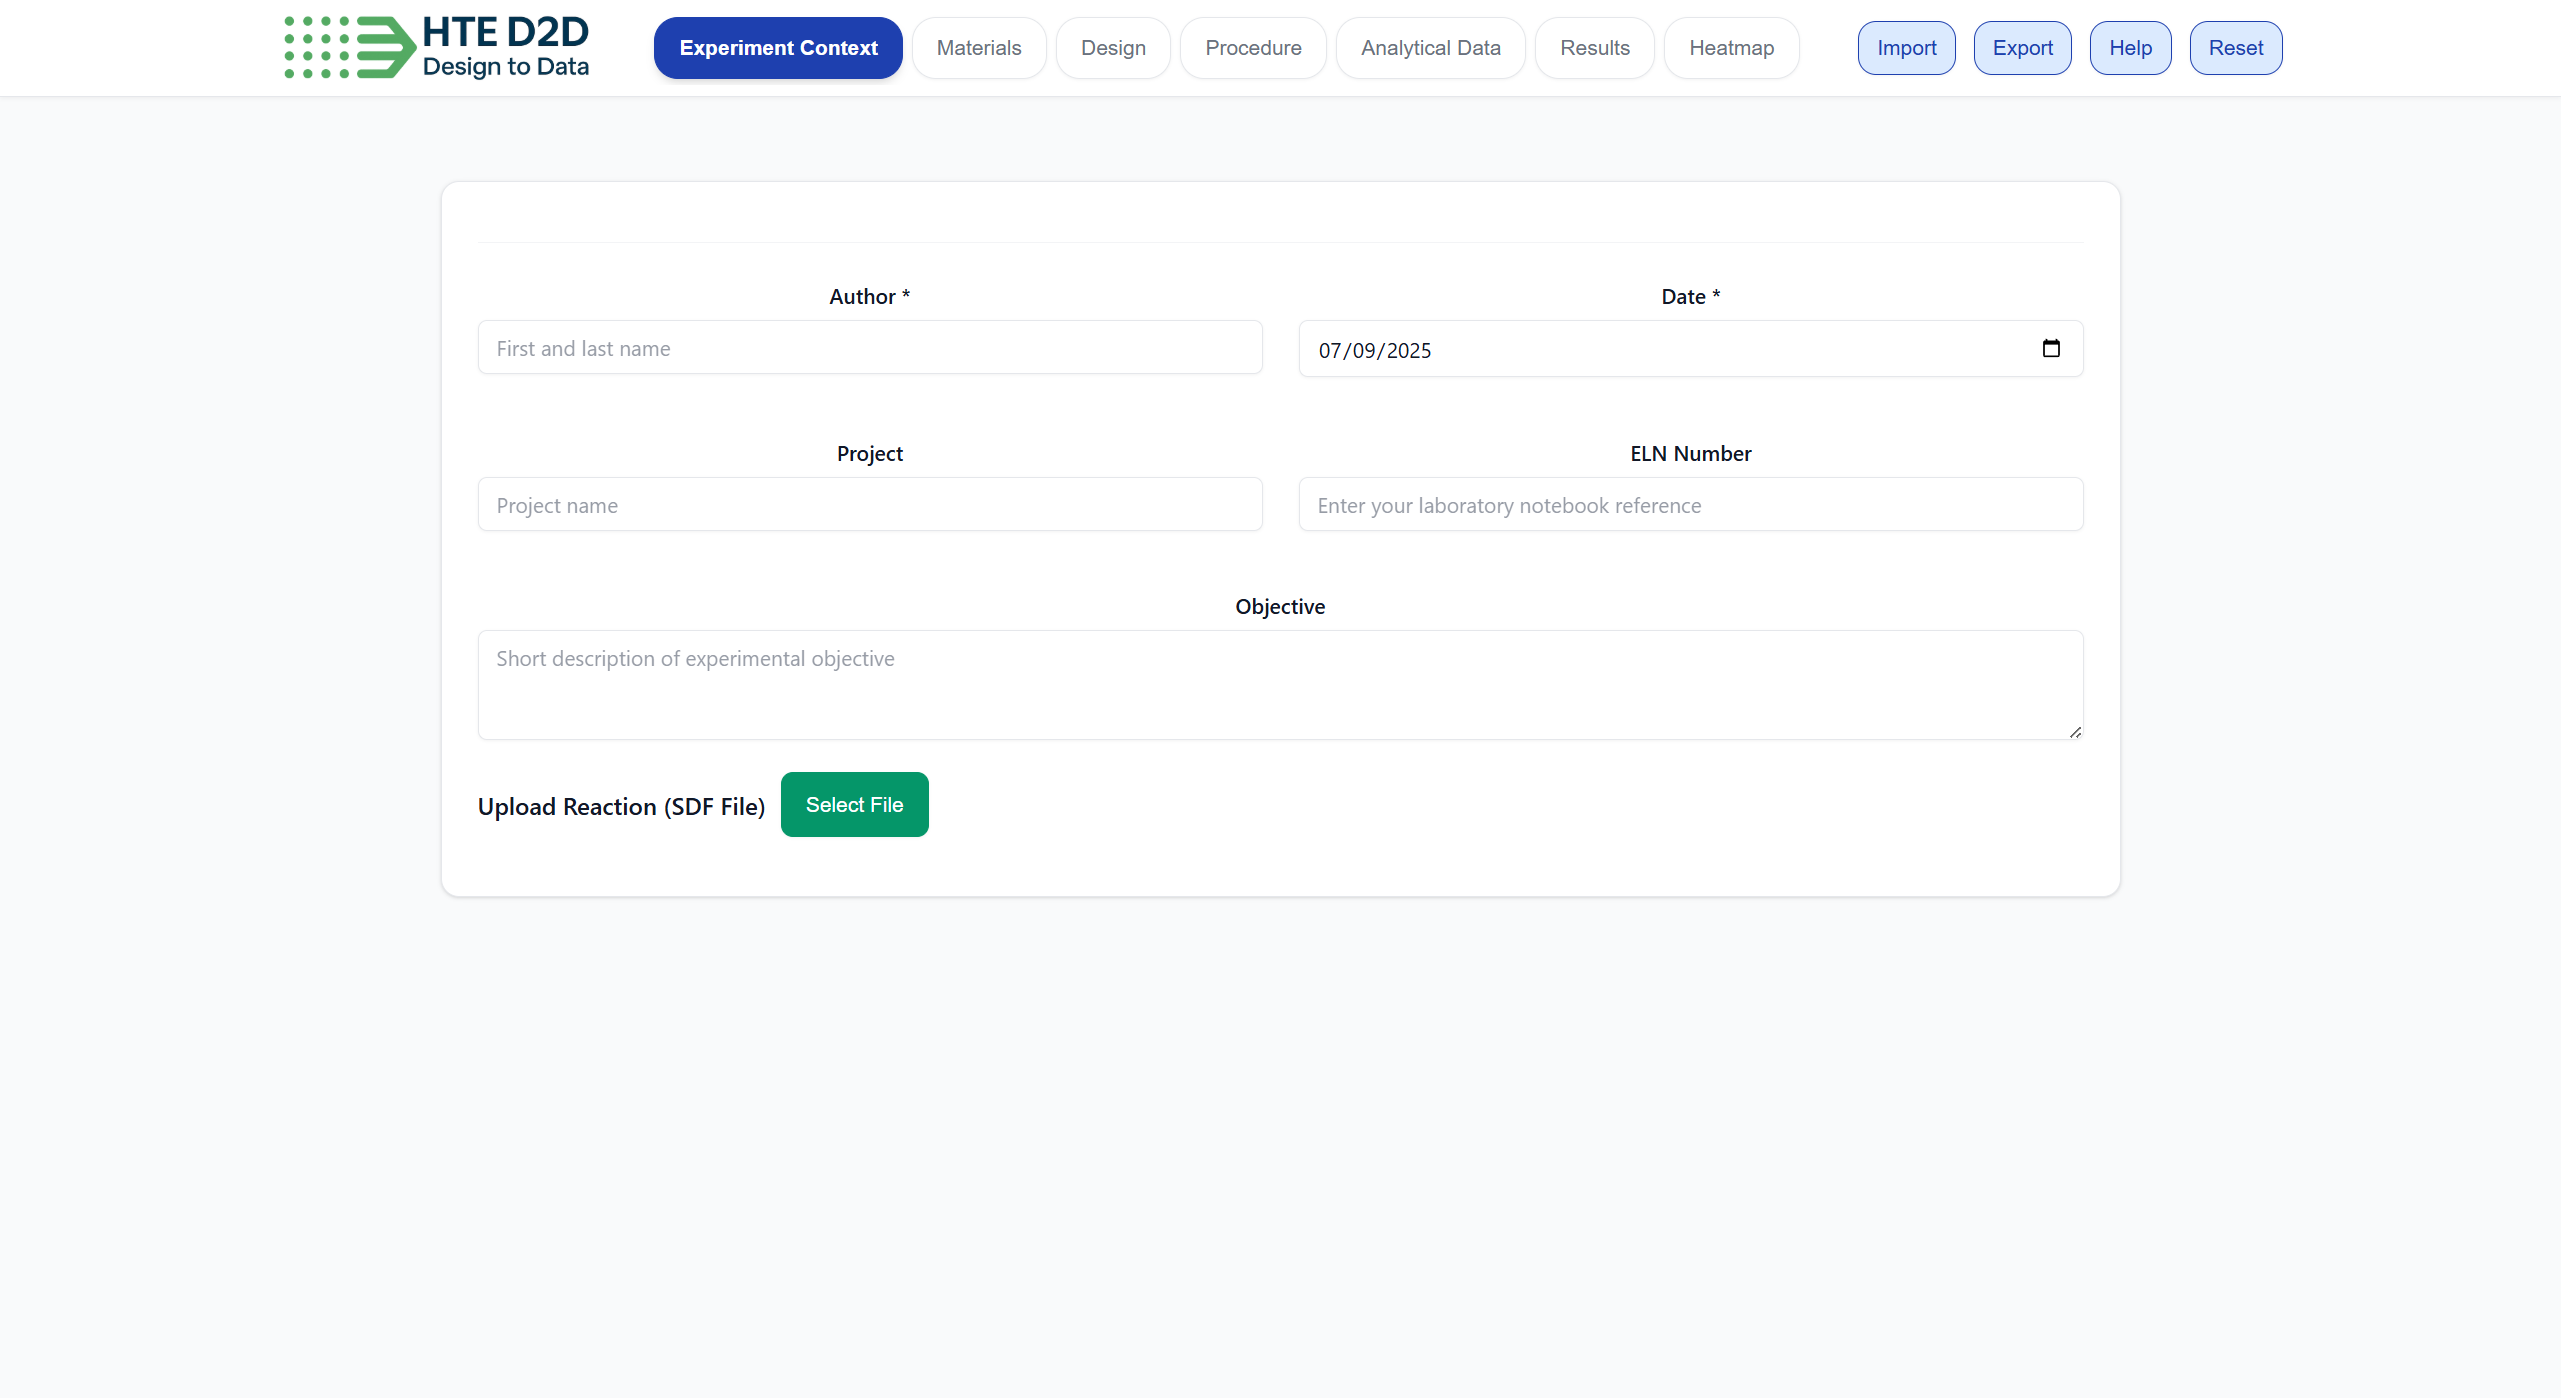 HTE D2D
Design to Data
Experiment Context Materials Design Procedure Analytical Data Results Heatmap Import Export Help Reset
Author * Date *
First and last name 07/09/2025
Project ELN Number
Project name Enter your laboratory notebook reference
Objective
Short description of experimental objective
Upload Reaction (SDF File) Select File